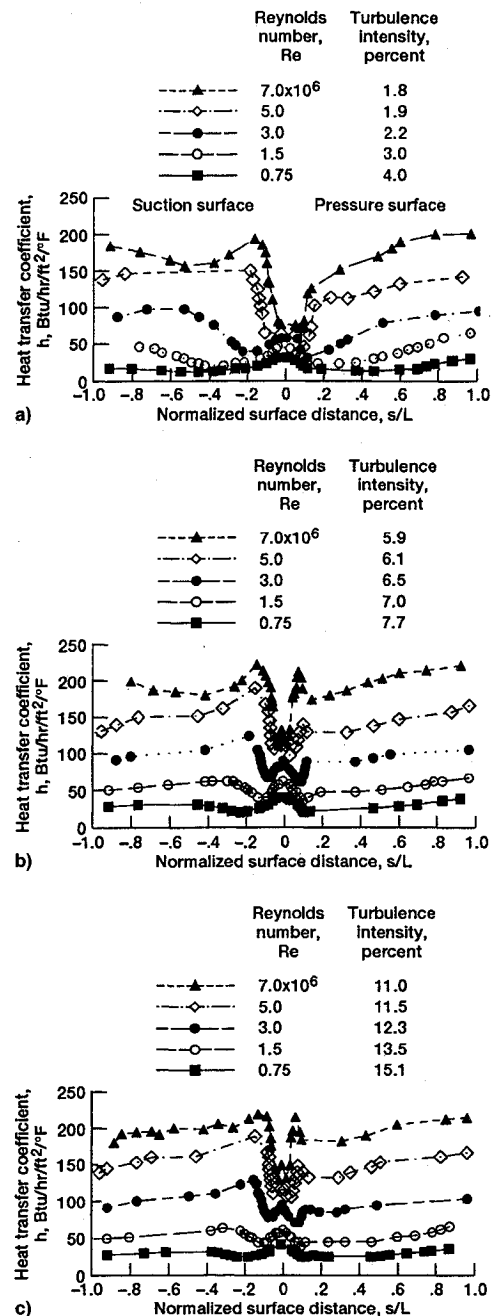 Reynolds number, Re Turbulence intensity, percent
7.0x10⁶ 1.8
5.0 1.9
3.0 2.2
1.5 3.0
0.75 4.0
Heat transfer coefficient, h, Btu/hr/ft²/°F
250
200
150
100
50
0
Suction surface Pressure surface
-1.0 -.8 -.6 -.4 -.2 0 .2 .4 .6 .8 1.0
a) Normalized surface distance, s/L
Reynolds number, Re Turbulence intensity, percent
7.0x10⁶ 5.9
5.0 6.1
3.0 6.5
1.5 7.0
0.75 7.7
Heat transfer coefficient, h, Btu/hr/ft²/°F
250
200
150
100
50
0
-1.0 -.8 -.6 -.4 -.2 0 .2 .4 .6 .8 1.0
b) Normalized surface distance, s/L
Reynolds number, Re Turbulence intensity, percent
7.0x10⁶ 11.0
5.0 11.5
3.0 12.3
1.5 13.5
0.75 15.1
Heat transfer coefficient, h, Btu/hr/ft²/°F
250
200
150
100
50
0
-1.0 -.8 -.6 -.4 -.2 0 .2 .4 .6 .8 1.0
c) Normalized surface distance, s/L